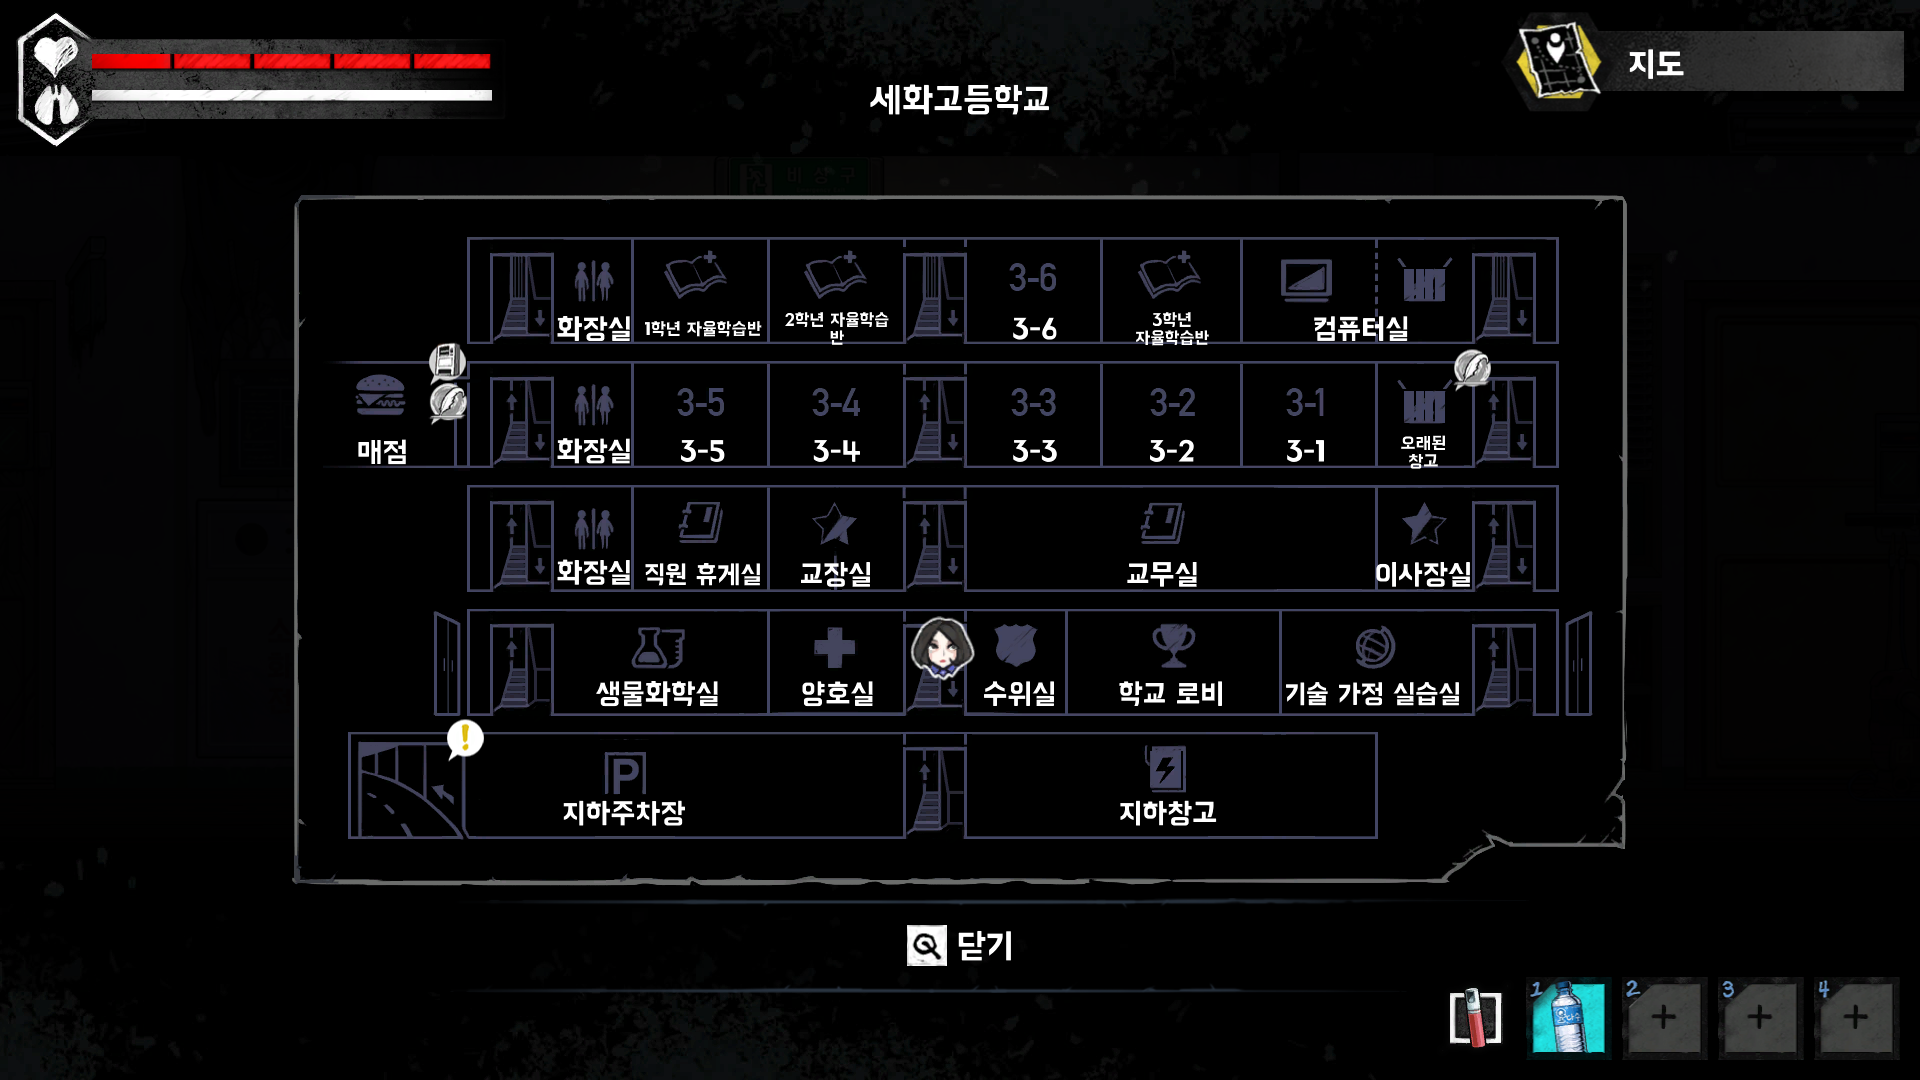 지도
세화고등학교
비상구
3-6
화장실
1학년 자율학습반
2학년 자율학습
반
3-6
3학년
자율학습반
컴퓨터실
3-5
3-4
3-3
3-2
3-1
매점
화장실
3-5
3-4
3-3
3-2
3-1
오래된
창고
화장실
직원 휴게실
교장실
교무실
이사장실
생물화학실
양호실
수위실
학교 로비
기술 가정 실습실
!
P
지하주차장
지하창고
닫기
1
2
3
4